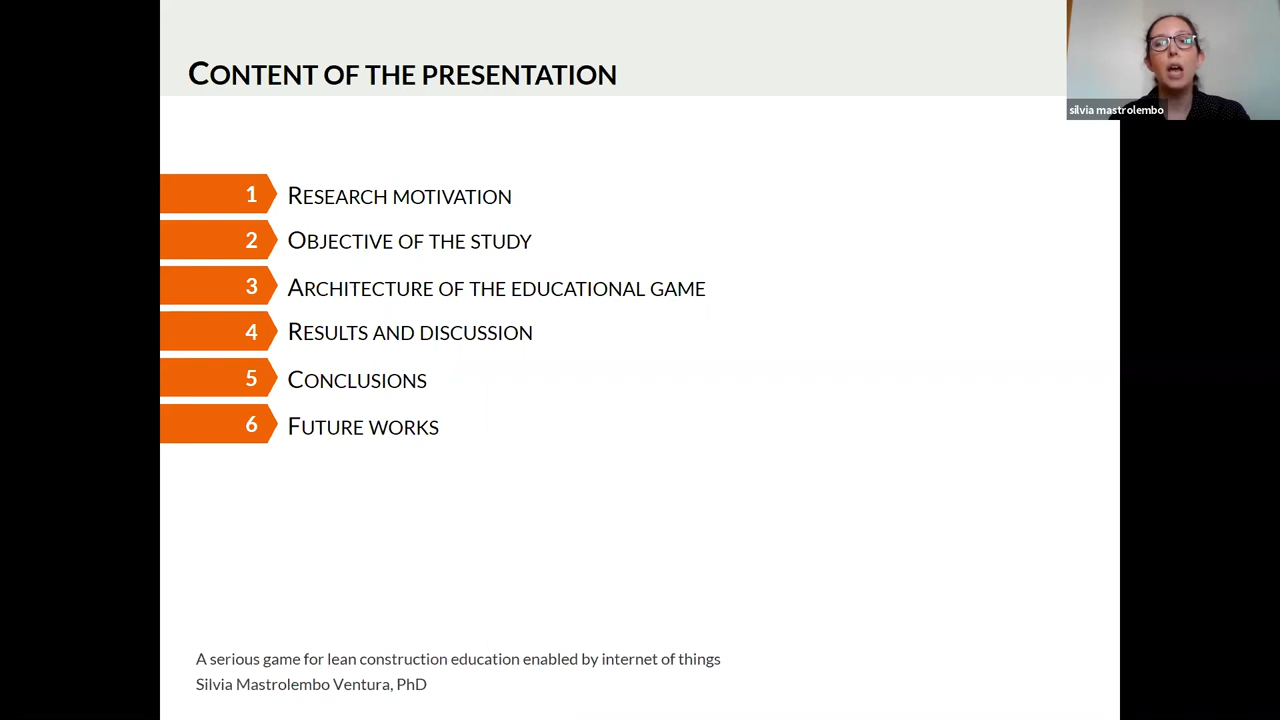 CONTENT OF THE PRESENTATION
silvia mastrolembo
1 RESEARCH MOTIVATION
2 OBJECTIVE OF THE STUDY
3 ARCHITECTURE OF THE EDUCATIONAL GAME
4 RESULTS AND DISCUSSION
5 CONCLUSIONS
6 FUTURE WORKS
A serious game for lean construction education enabled by internet of things
Silvia Mastrolembo Ventura, PhD